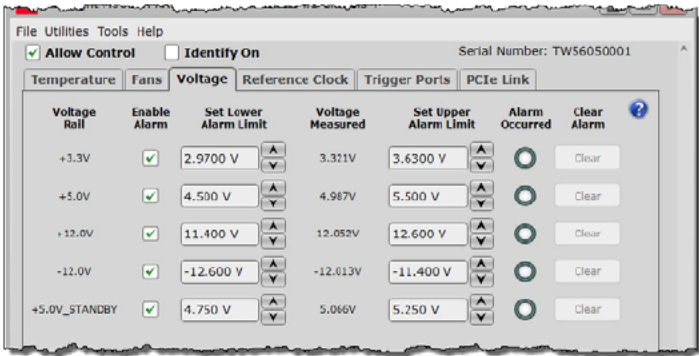 File Utilities Tools Help
Allow Control Identify On Serial Number: TW56050001
Temperature Fans Voltage Reference Clock Trigger Ports PCIe Link
Voltage Rail Enable Alarm Set Lower Alarm Limit Voltage Measured Set Upper Alarm Limit Alarm Occurred Clear Alarm ?
+3.3V 2.9700 V 3.321V 3.6300 V Clear
+5.0V 4.500 V 4.987V 5.500 V Clear
+12.0V 11.400 V 12.052V 12.600 V Clear
-12.0V -12.600 V -12.013V -11.400 V Clear
+5.0V_STANDBY 4.750 V 5.066V 5.250 V Clear